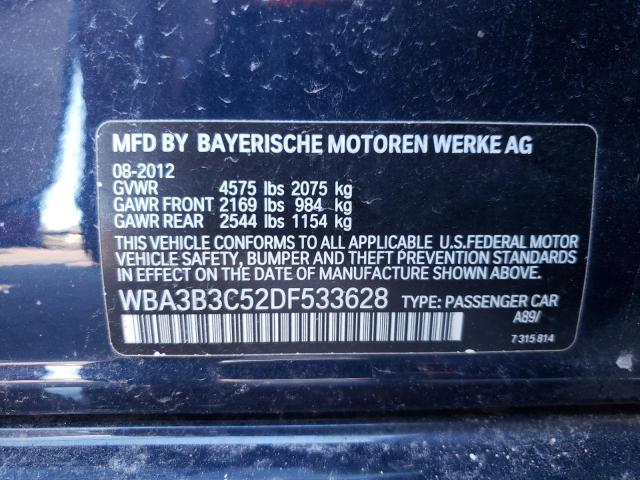 MFD BY BAYERISCHE MOTOREN WERKE AG
08-2012
GVWR 4575 lbs 2075 kg
GAWR FRONT 2169 lbs 984 kg
GAWR REAR 2544 lbs 1154 kg
THIS VEHICLE CONFORMS TO ALL APPLICABLE U.S.FEDERAL MOTOR
VEHICLE SAFETY, BUMPER AND THEFT PREVENTION STANDARDS
IN EFFECT ON THE DATE OF MANUFACTURE SHOWN ABOVE.
WBA3B3C52DF533628 TYPE: PASSENGER CAR
A89/
7 315 814